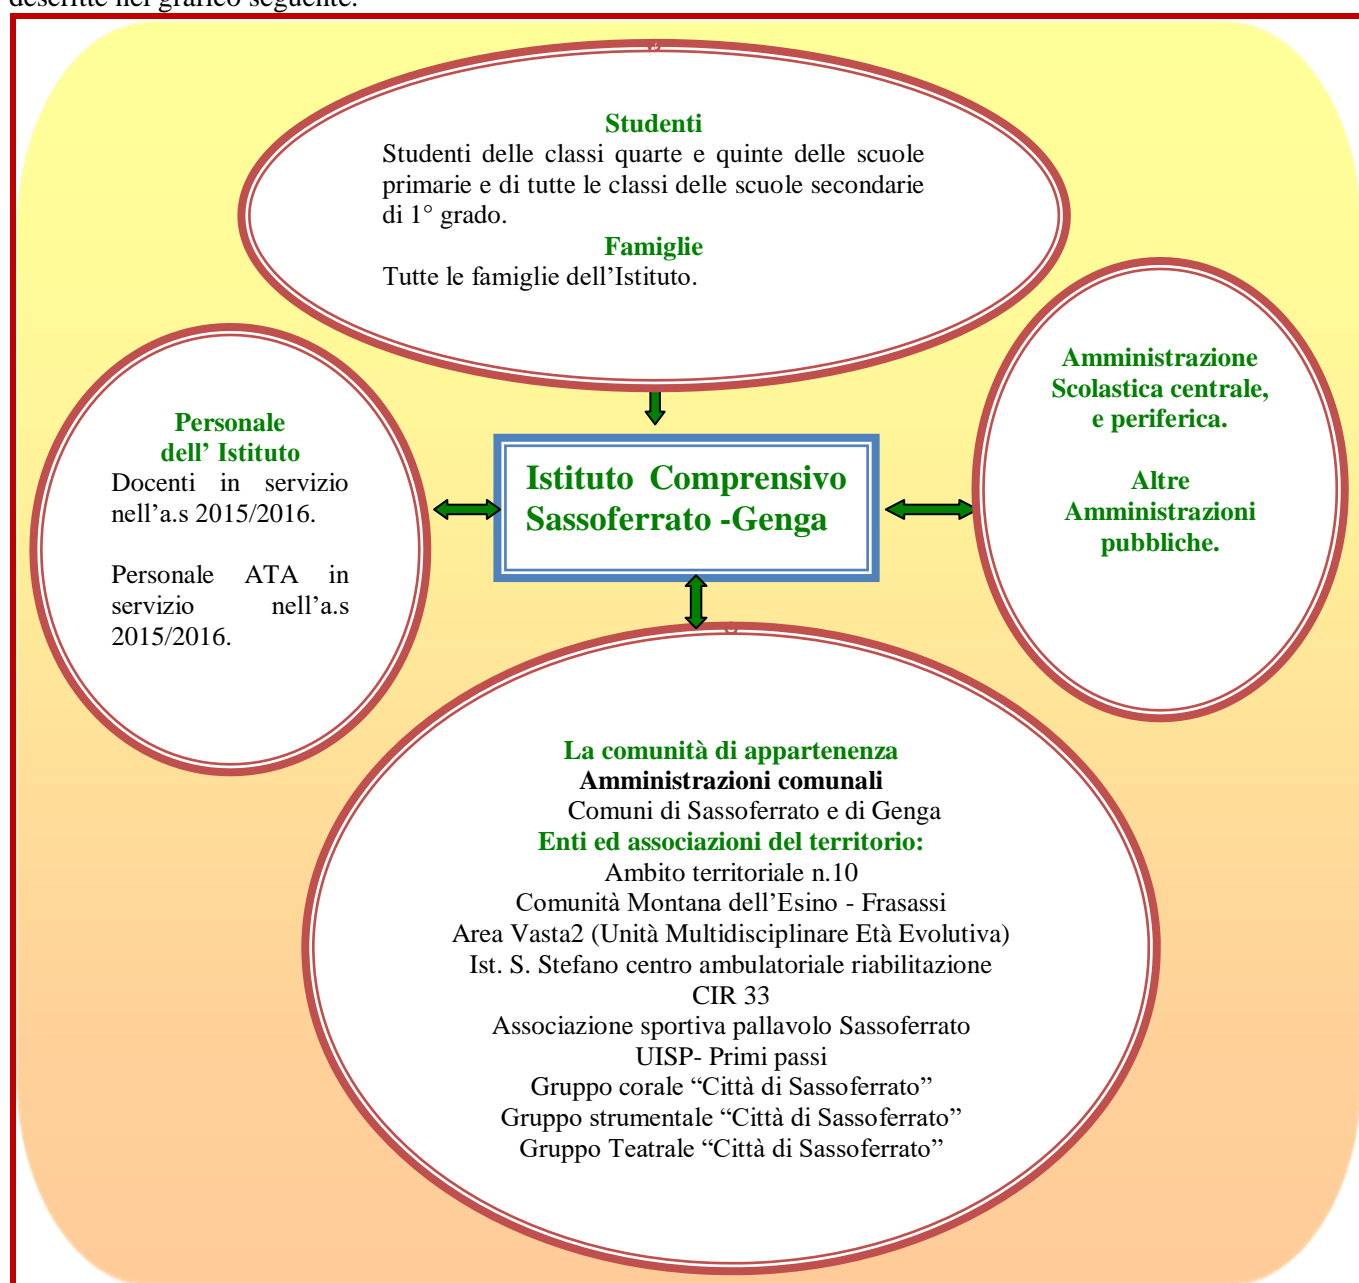 descritte nel grafico seguente.
Studenti
Studenti delle classi quarte e quinte delle scuole
primarie e di tutte le classi delle scuole secondarie
di 1° grado.
Famiglie
Tutte le famiglie dell’Istituto.
Personale
dell’ Istituto
Docenti in servizio
nell’a.s 2015/2016.
Personale ATA in
servizio nell’a.s
2015/2016.
Istituto Comprensivo
Sassoferrato -Genga
Amministrazione
Scolastica centrale,
e periferica.
Altre
Amministrazioni
pubbliche.
La comunità di appartenenza
Amministrazioni comunali
Comuni di Sassoferrato e di Genga
Enti ed associazioni del territorio:
Ambito territoriale n.10
Comunità Montana dell’Esino - Frasassi
Area Vasta2 (Unità Multidisciplinare Età Evolutiva)
Ist. S. Stefano centro ambulatoriale riabilitazione
CIR 33
Associazione sportiva pallavolo Sassoferrato
UISP- Primi passi
Gruppo corale “Città di Sassoferrato”
Gruppo strumentale “Città di Sassoferrato”
Gruppo Teatrale “Città di Sassoferrato”